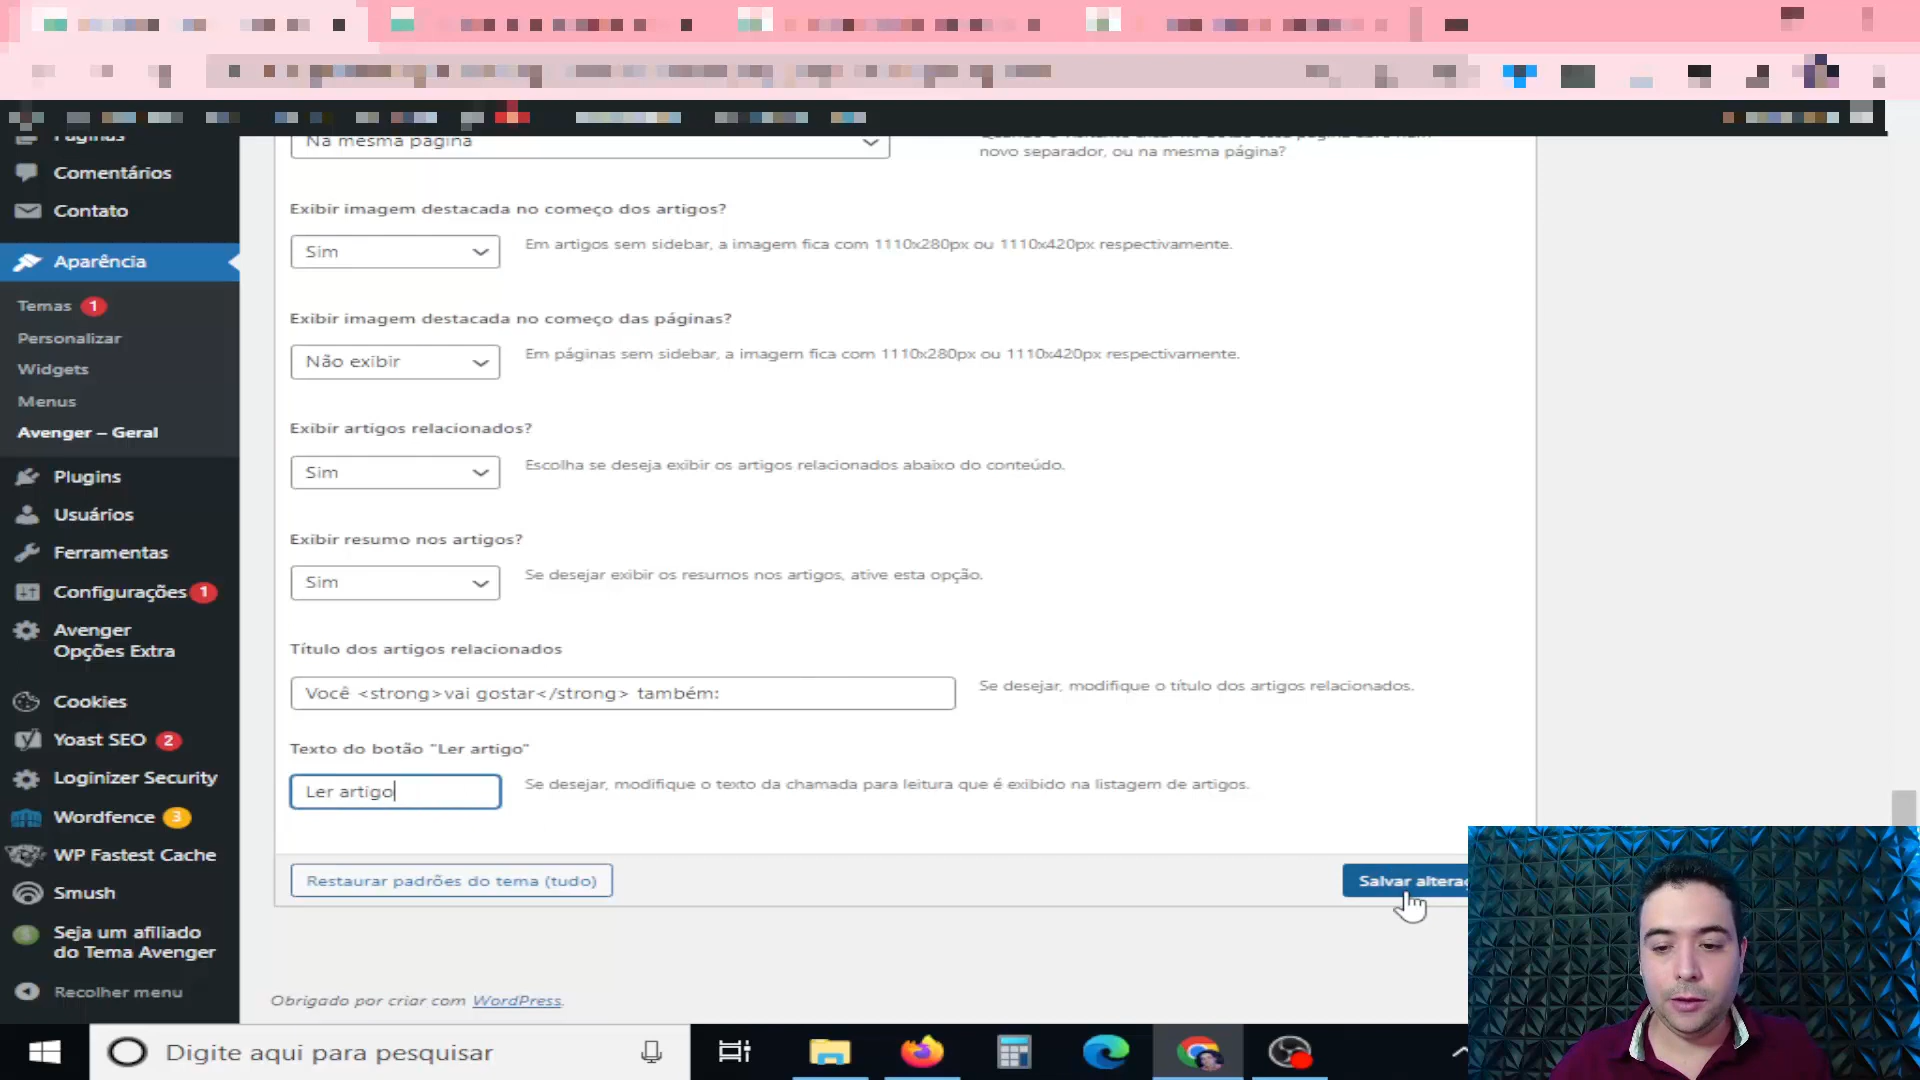 Páginas
Na mesma página
novo separador, ou na mesma página?
Comentários
Contato
Exibir imagem destacada no começo dos artigos?
Sim
Em artigos sem sidebar, a imagem fica com 1110x280px ou 1110x420px respectivamente.
Aparência
Temas 1
Personalizar
Widgets
Menus
Avenger – Geral
Exibir imagem destacada no começo das páginas?
Não exibir
Em páginas sem sidebar, a imagem fica com 1110x280px ou 1110x420px respectivamente.
Exibir artigos relacionados?
Sim
Escolha se deseja exibir os artigos relacionados abaixo do conteúdo.
Plugins
Usuários
Ferramentas
Configurações 1
Avenger
Opções Extra
Exibir resumo nos artigos?
Sim
Se desejar exibir os resumos nos artigos, ative esta opção.
Título dos artigos relacionados
Você <strong>vai gostar</strong> também:
Se desejar, modifique o título dos artigos relacionados.
Cookies
Yoast SEO 2
Loginizer Security
Wordfence 3
WP Fastest Cache
Smush
Seja um afiliado
do Tema Avenger
Recolher menu
Texto do botão "Ler artigo"
Ler artigo
Se desejar, modifique o texto da chamada para leitura que é exibido na listagem de artigos.
Restaurar padrões do tema (tudo)
Salvar
Obrigado por criar com WordPress.
Digite aqui para pesquisar